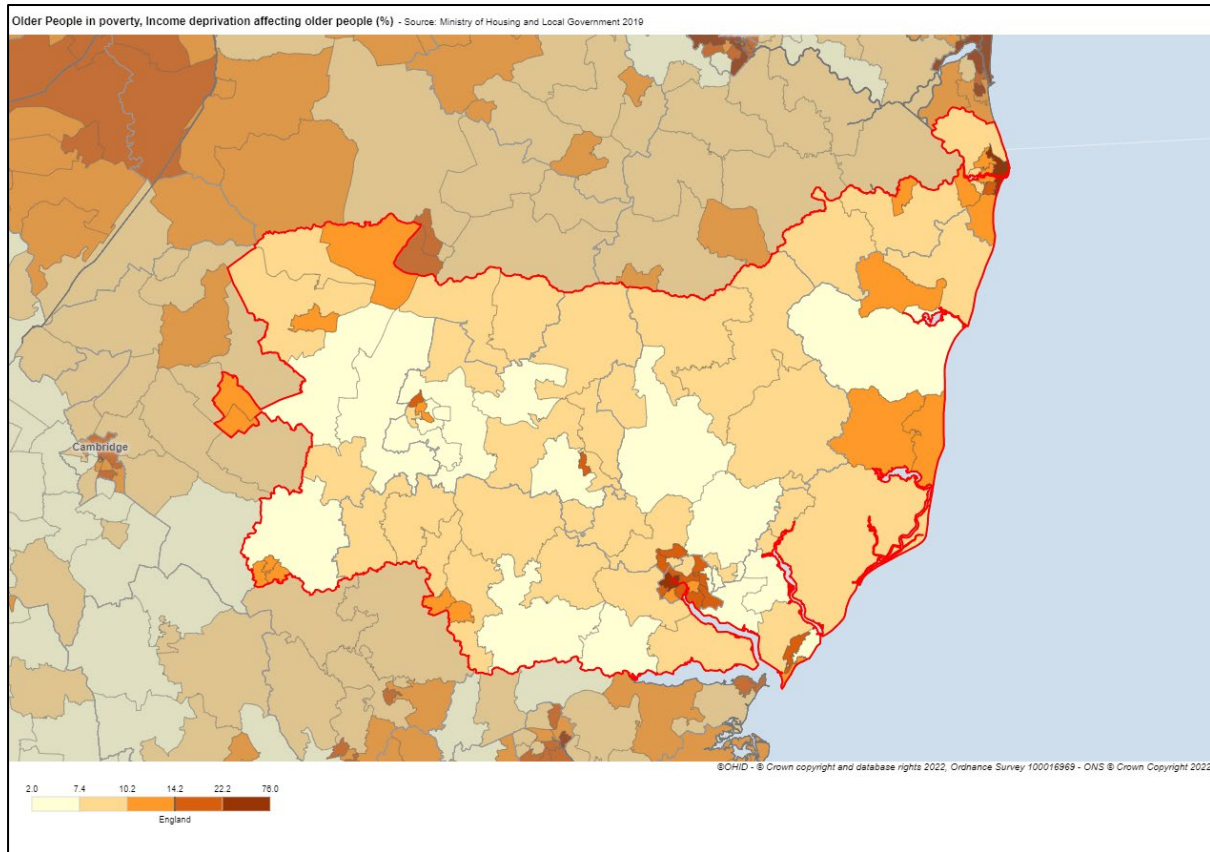 Older People in poverty, Income deprivation affecting older people (%) - Source: Ministry of Housing and Local Government 2019
Cambridge
©OHID - © Crown copyright and database rights 2022, Ordnance Survey 100016969 - ONS © Crown Copyright 2022
2.0 7.4 10.2 14.2 22.2 78.0
England